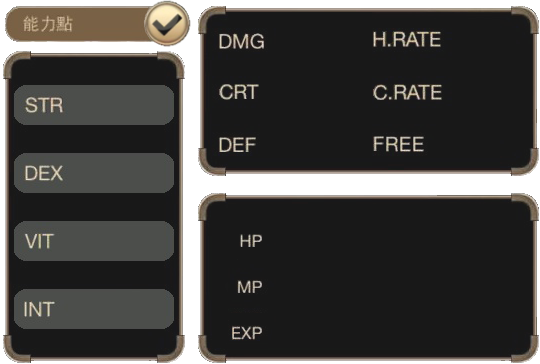 能力點
STR
DEX
VIT
INT
DMG H.RATE
CRT C.RATE
DEF FREE
HP
MP
EXP